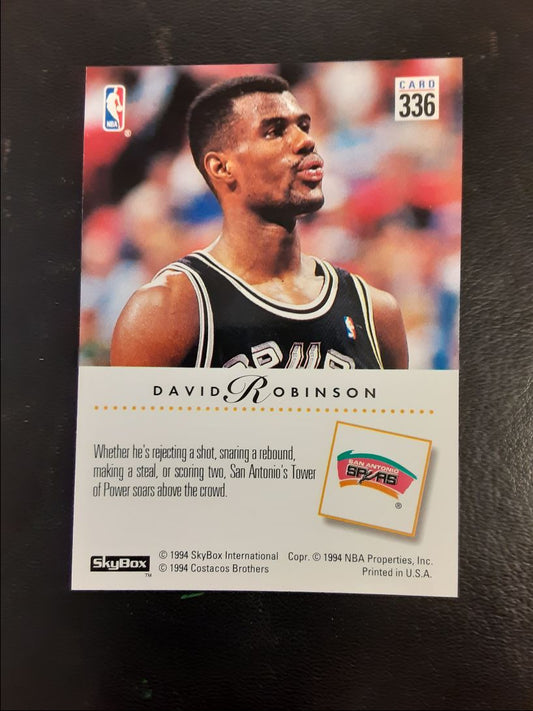 CARD
336
NBA
®
SPURS
DAVID ROBINSON
Whether he's rejecting a shot, snaring a rebound,
making a steal, or scoring two, San Antonio's Tower
of Power soars above the crowd.
SAN ANTONIO
SPURS
®
SkyBox™
© 1994 SkyBox International
© 1994 Costacos Brothers
Copr. © 1994 NBA Properties, Inc.
Printed in U.S.A.